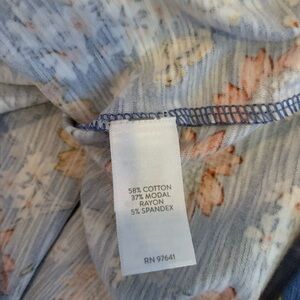 58% COTTON
37% MODAL
RAYON
5% SPANDEX
RN 97641